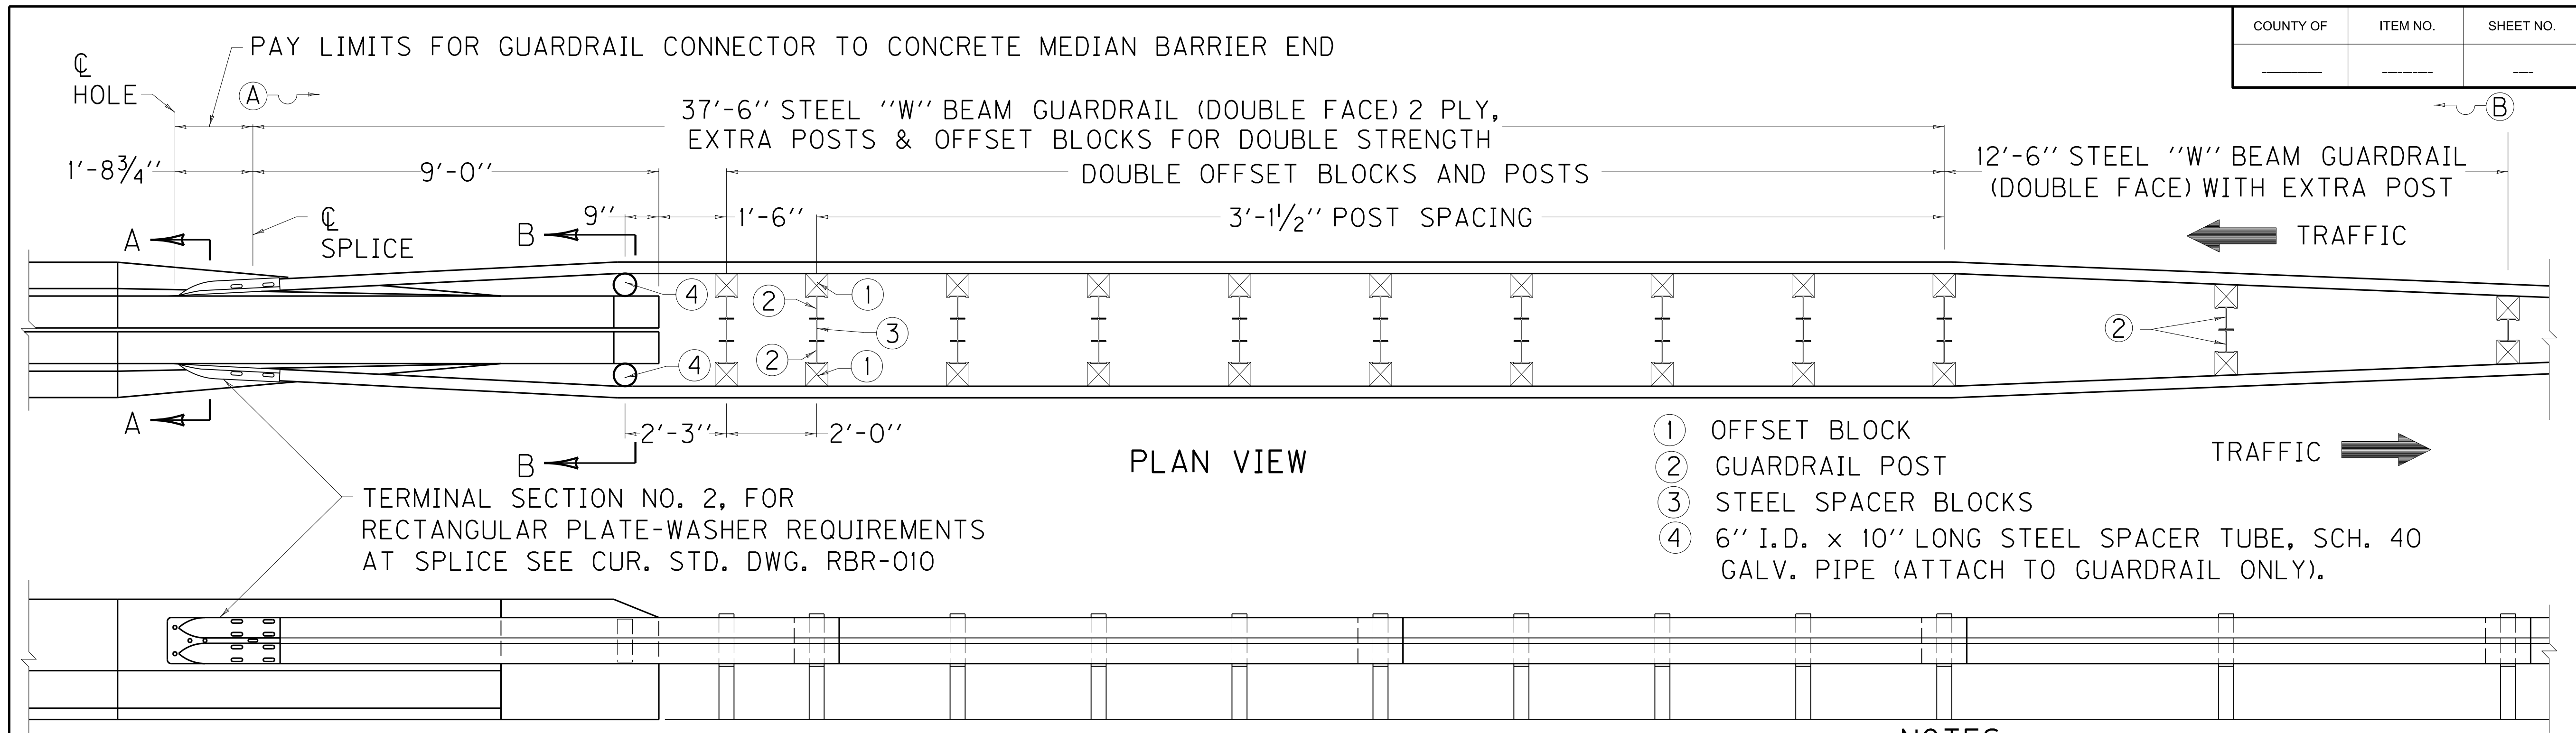 COUNTY OF
ITEM NO.
SHEET NO.
PAY LIMITS FOR GUARDRAIL CONNECTOR TO CONCRETE MEDIAN BARRIER END
℄
HOLE
A
37'-6" STEEL "W" BEAM GUARDRAIL (DOUBLE FACE) 2 PLY,
EXTRA POSTS & OFFSET BLOCKS FOR DOUBLE STRENGTH
B
1'-8¾"
9'-0"
DOUBLE OFFSET BLOCKS AND POSTS
12'-6" STEEL "W" BEAM GUARDRAIL
(DOUBLE FACE) WITH EXTRA POST
℄
SPLICE
9"
1'-6"
3'-1½" POST SPACING
A
B
TRAFFIC
4
2
1
3
2
4
2
1
A
B
2'-3"
2'-0"
PLAN VIEW
1 OFFSET BLOCK
2 GUARDRAIL POST
3 STEEL SPACER BLOCKS
4 6" I.D. x 10" LONG STEEL SPACER TUBE, SCH. 40
GALV. PIPE (ATTACH TO GUARDRAIL ONLY).
TRAFFIC
TERMINAL SECTION NO. 2, FOR
RECTANGULAR PLATE-WASHER REQUIREMENTS
AT SPLICE SEE CUR. STD. DWG. RBR-010
NOTES